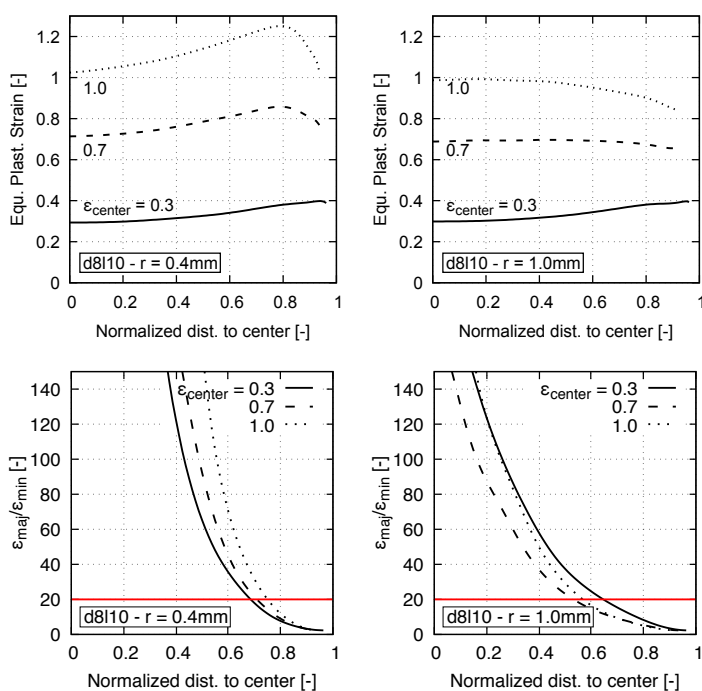 Equ. Plast. Strain [-]
1.2
1
0.8
0.6
0.4
0.2
0
1.0
0.7
εcenter = 0.3
d8l10 - r = 0.4mm
0 0.2 0.4 0.6 0.8 1
Normalized dist. to center [-]
Equ. Plast. Strain [-]
1.2
1
0.8
0.6
0.4
0.2
0
1.0
0.7
εcenter = 0.3
d8l10 - r = 1.0mm
0 0.2 0.4 0.6 0.8 1
Normalized dist. to center [-]
εmaj/εmin [-]
140
120
100
80
60
40
20
0
εcenter = 0.3
0.7
1.0
d8l10 - r = 0.4mm
0 0.2 0.4 0.6 0.8 1
Normalized dist. to center [-]
εmaj/εmin [-]
140
120
100
80
60
40
20
0
εcenter = 0.3
0.7
1.0
d8l10 - r = 1.0mm
0 0.2 0.4 0.6 0.8 1
Normalized dist. to center [-]